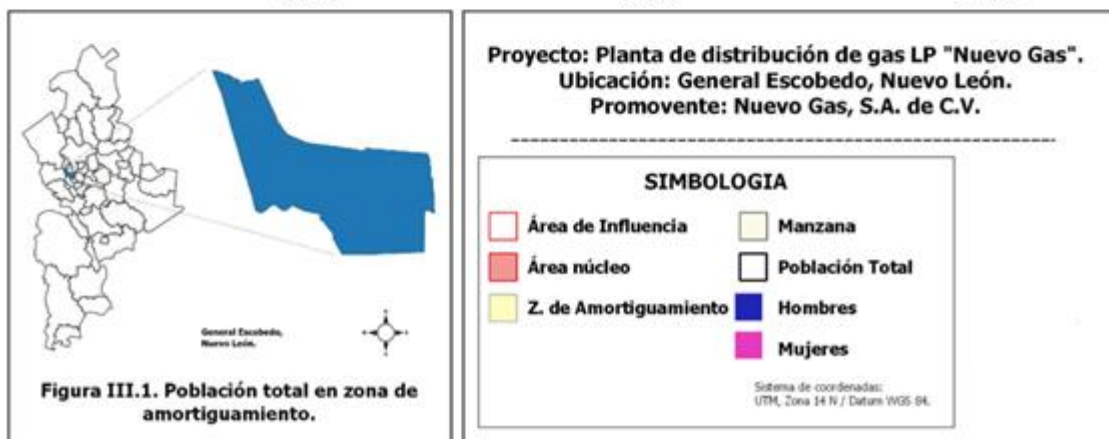 General Escobedo,
Nuevo León.
Figura III.1. Población total en zona de
amortiguamiento.
Proyecto: Planta de distribución de gas LP "Nuevo Gas".
Ubicación: General Escobedo, Nuevo León.
Promovente: Nuevo Gas, S.A. de C.V.
SIMBOLOGIA
Área de Influencia
Área núcleo
Z. de Amortiguamiento
Manzana
Población Total
Hombres
Mujeres
Sistema de coordenadas:
UTM, Zona 14 N / Datum WGS 84.